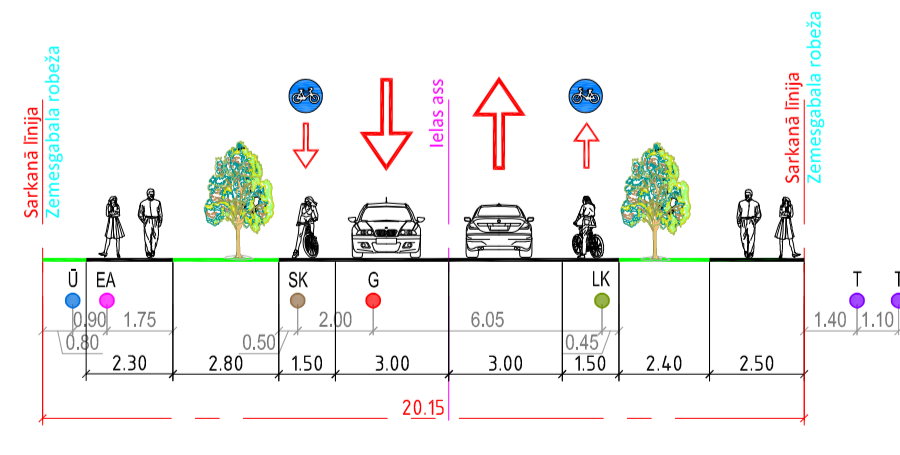 Sarkanā līnija
Zemesgabala robeža
Ielas ass
Sarkanā līnija
Zemesgabala robeža
Ū EA SK G LK T
0.90 1.75 2.00 6.05 1.40 1.10
0.80 0.50 0.45
2.30 2.80 1.50 3.00 3.00 1.50 2.40 2.50
20.15